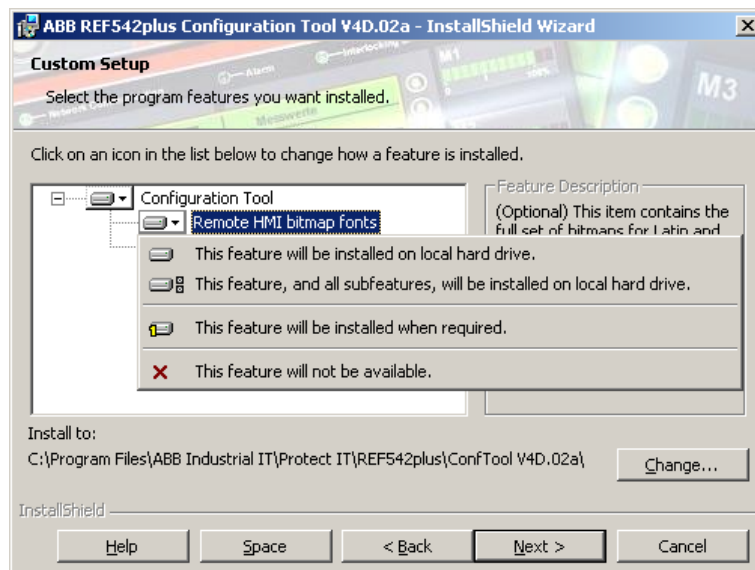 ABB REF542plus Configuration Tool V4D.02a - InstallShield Wizard
Custom Setup
Select the program features you want installed.
Alarm
Interlocking
M1
100%
M3
Messwerte
Click on an icon in the list below to change how a feature is installed.
Configuration Tool
Remote HMI bitmap fonts
Feature Description
(Optional) This item contains the
full set of bitmaps for Latin and
This feature will be installed on local hard drive.
This feature, and all subfeatures, will be installed on local hard drive.
This feature will be installed when required.
This feature will not be available.
Install to:
C:\Program Files\ABB Industrial IT\Protect IT\REF542plus\ConfTool V4D.02a\
Change...
InstallShield
Help
Space
< Back
Next >
Cancel